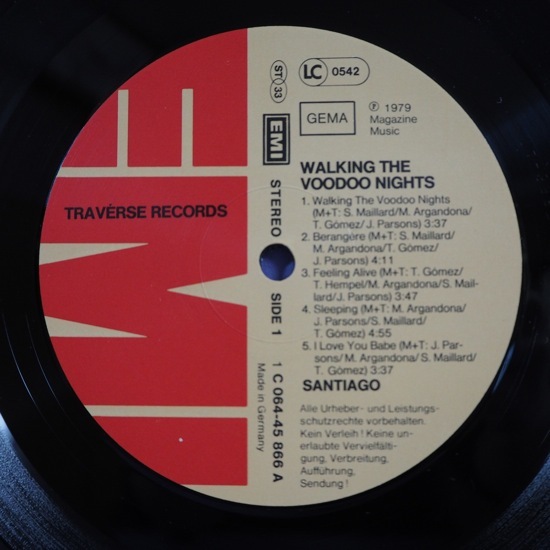 LC 0542
ST 33
GEMA
℗ 1979
Magazine
Music
EMI
WALKING THE
VOODOO NIGHTS
1. Walking The Voodoo Nights
(M+T: S. Maillard/M. Argandona/
T. Gómez/J. Parsons) 3:37
2. Berangére (M+T: S. Maillard/
M. Argandona/T. Gómez/
J. Parsons) 4:11
3. Feeling Alive (M+T: T. Gómez/
T. Hempel/M. Argandona/S. Mail-
lard/J. Parsons) 3:47
4. Sleeping (M+T: M. Argandona/
J. Parsons/S. Maillard/
T. Gómez) 4:55
5. I Love You Babe (M+T: J. Par-
sons/M. Argandona/S. Maillard/
T. Gómez) 3:37
SANTIAGO
TRAVÈRSE RECORDS
STEREO
SIDE 1
1 C 064-45 866 A
Made in Germany
Alle Urheber- und Leistungs-
schutzrechte vorbehalten.
Kein Verleih! Keine un-
erlaubte Vervielfälti-
gung, Verbreitung,
Aufführung,
Sendung!